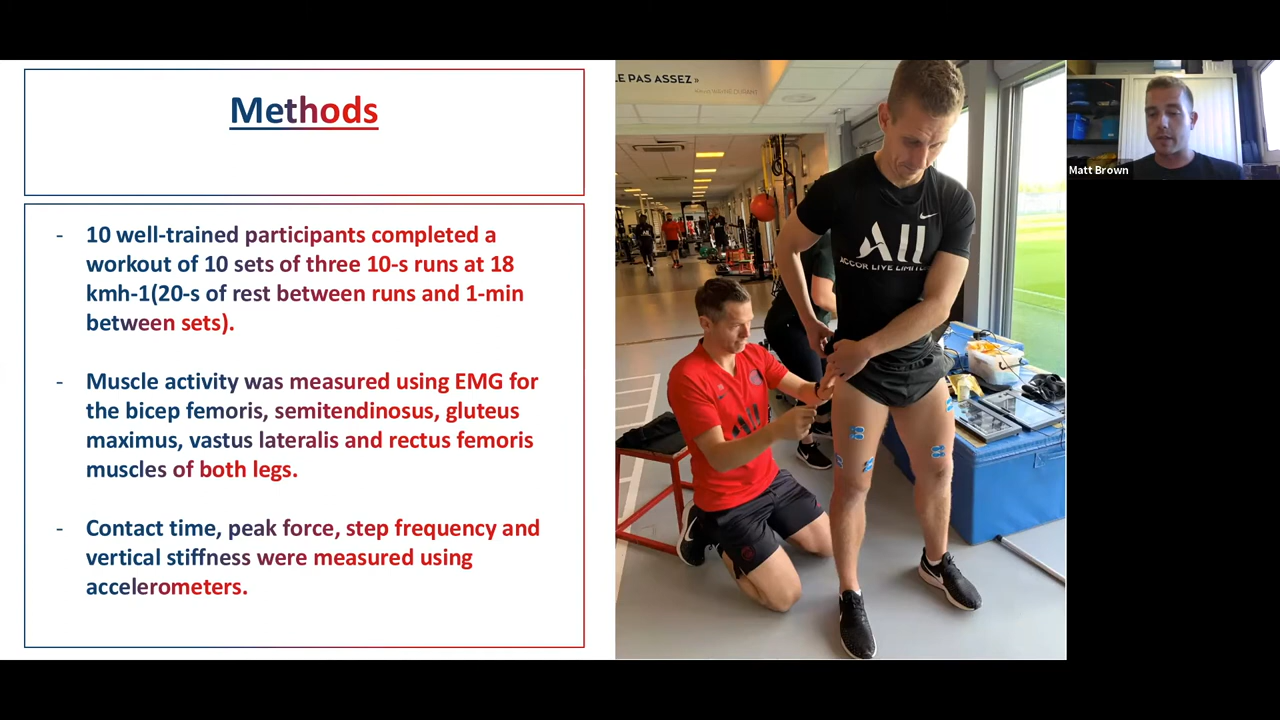 Methods
- 10 well-trained participants completed a
workout of 10 sets of three 10-s runs at 18
kmh-1(20-s of rest between runs and 1-min
between sets).
- Muscle activity was measured using EMG for
the bicep femoris, semitendinosus, gluteus
maximus, vastus lateralis and rectus femoris
muscles of both legs.
- Contact time, peak force, step frequency and
vertical stiffness were measured using
accelerometers.
LE PAS ASSEZ »
ALL
ACCOR LIVE
Matt Brown